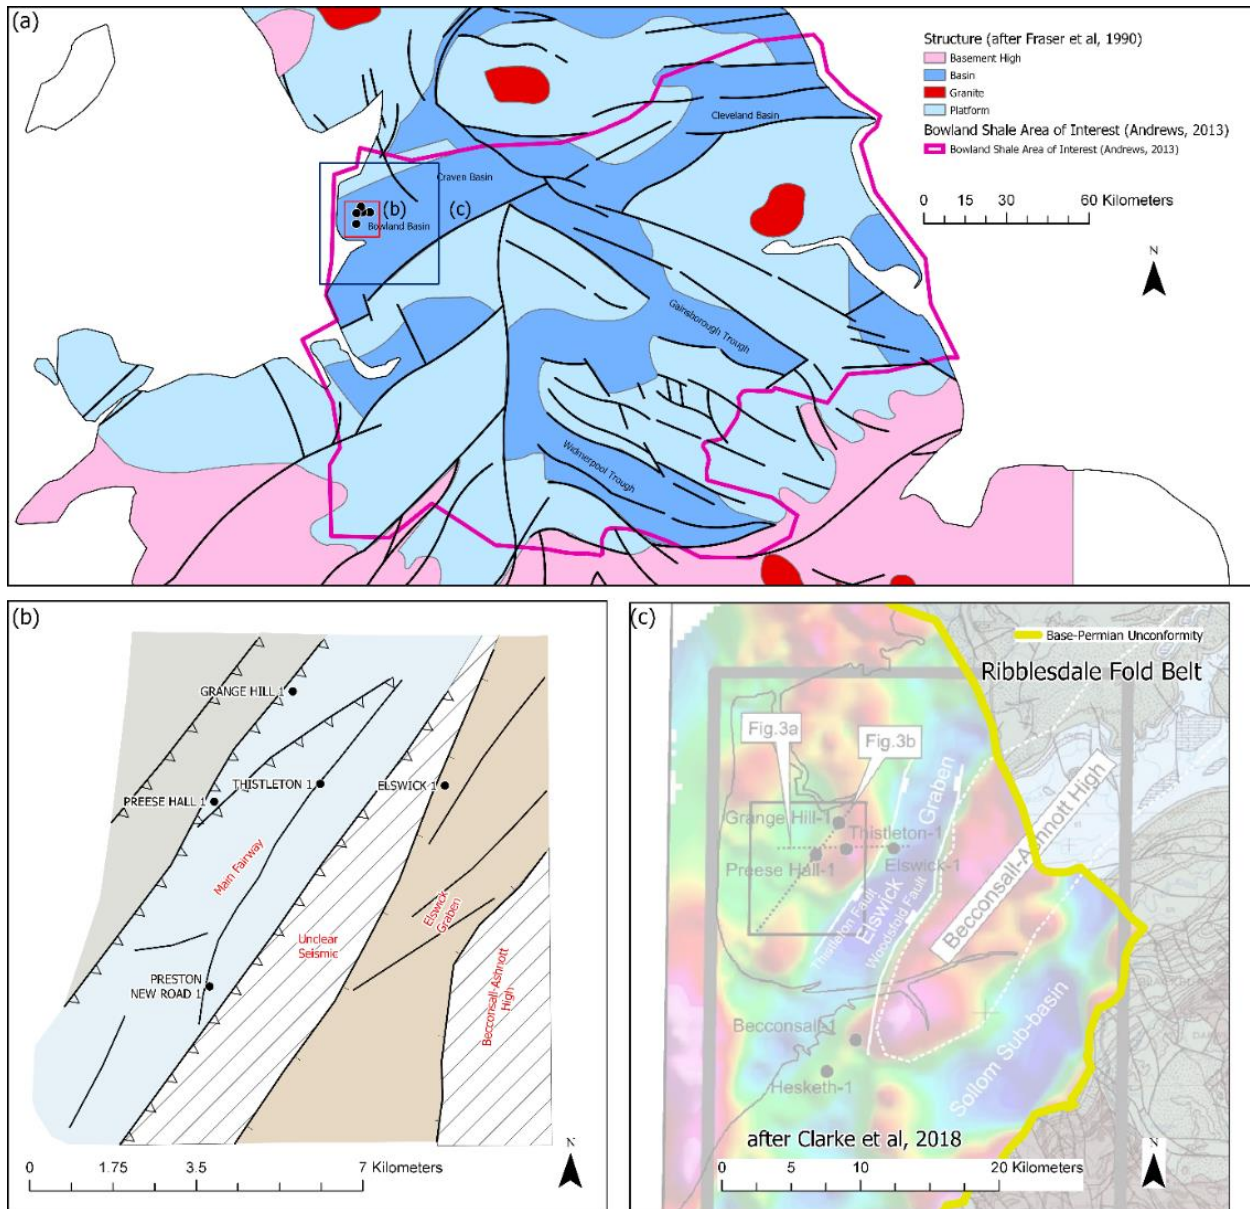 (a)
Structure (after Fraser et al, 1990)
Basement High
Basin
Granite
Platform
Bowland Shale Area of Interest (Andrews, 2013)
Bowland Shale Area of Interest (Andrews, 2013)
0 15 30 60 Kilometers
N
Cleveland Basin
Craven Basin
(b)
(c)
Bowland Basin
Gainsborough Trough
Widmerpool Trough
(b)
GRANGE HILL 1
THISTLETON 1
ELSWICK 1
PREESE HALL 1
Main Fairway
Unclear
Seismic
Elswick
Graben
Becconsall-Ashnott
High
PRESTON
NEW ROAD 1
N
0 1.75 3.5 7 Kilometers
(c)
Base-Permian Unconformity
Ribblesdale Fold Belt
Fig.3a
Fig.3b
Grange Hill-1
Thistleton-1
Preese Hall-1
Elswick-1
Elswick Graben
Thistleton Fault
Woodsfold Fault
Becconsall-Ashnott High
Becconsall-1
Hesketh-1
Sollom Sub-basin
after Clarke et al, 2018
0 5 10 20 Kilometers
N